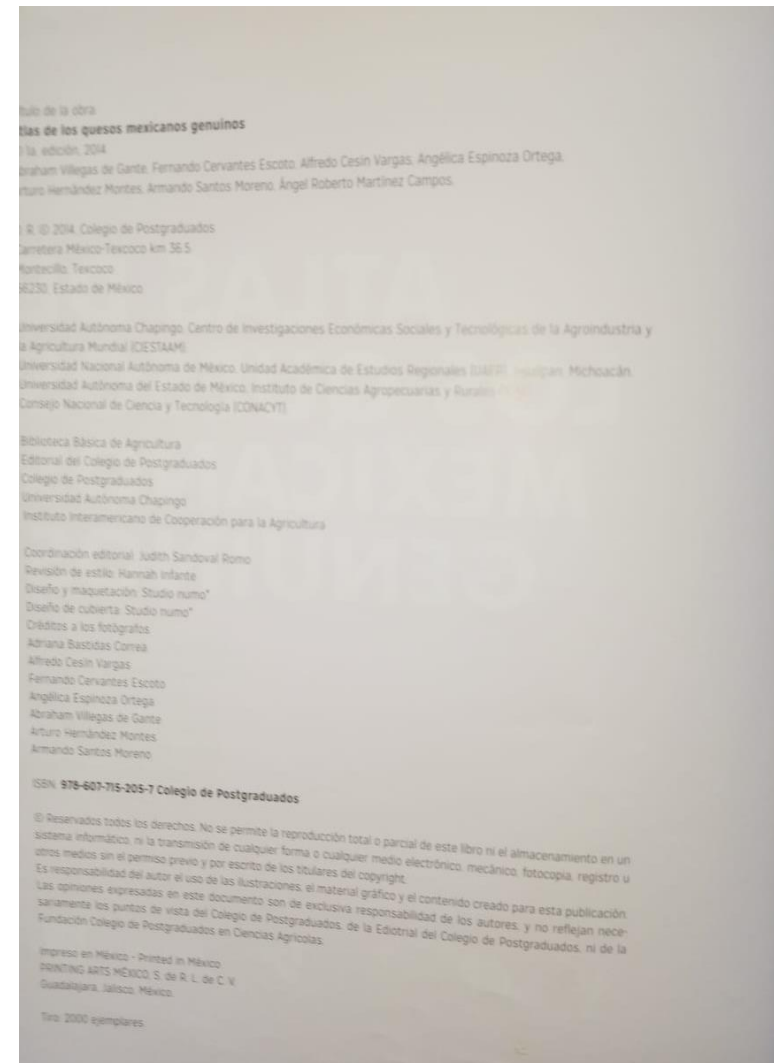 tulo de la obra:
tlas de los quesos mexicanos genuinos
1a. edición, 2014
braham Villegas de Gante, Fernando Cervantes Escoto, Alfredo Cesín Vargas, Angélica Espinoza Ortega,
rturo Hernández Montes, Armando Santos Moreno, Ángel Roberto Martínez Campos.
. R. © 2014, Colegio de Postgraduados
Carretera México-Texcoco km 36.5
Montecillo, Texcoco
56230, Estado de México
Universidad Autónoma Chapingo, Centro de Investigaciones Económicas Sociales y Tecnológicas de la Agroindustria y
la Agricultura Mundial (CIESTAAM)
Universidad Nacional Autónoma de México, Unidad Académica de Estudios Regionales (UAER), Michoacán.
Universidad Autónoma del Estado de México, Instituto de Ciencias Agropecuarias y Rurales
Consejo Nacional de Ciencia y Tecnología (CONACYT)
Biblioteca Básica de Agricultura
Editorial del Colegio de Postgraduados
Colegio de Postgraduados
Universidad Autónoma Chapingo
Instituto Interamericano de Cooperación para la Agricultura
Coordinación editorial: Judith Sandoval Romo
Revisión de estilo: Hannah Infante
Diseño y maquetación: Studio numo*
Diseño de cubierta: Studio numo*
Créditos a los fotógrafos:
Adriana Bastidas Correa
Alfredo Cesín Vargas
Fernando Cervantes Escoto
Angélica Espinoza Ortega
Abraham Villegas de Gante
Arturo Hernández Montes
Armando Santos Moreno
ISBN: 978-607-715-205-7 Colegio de Postgraduados
© Reservados todos los derechos. No se permite la reproducción total o parcial de este libro ni el almacenamiento en un
sistema informático, ni la transmisión de cualquier forma o cualquier medio electrónico, mecánico, fotocopia, registro u
otros medios sin el permiso previo y por escrito de los titulares del copyright.
Es responsabilidad del autor el uso de las ilustraciones, el material gráfico y el contenido creado para esta publicación.
Las opiniones expresadas en este documento son de exclusiva responsabilidad de los autores, y no reflejan nece-
sariamente los puntos de vista del Colegio de Postgraduados, de la Ediotrial del Colegio de Postgraduados, ni de la
Fundación Colegio de Postgraduados en Ciencias Agrícolas.
Impreso en México - Printed in México
PRINTING ARTS MÉXICO, S. de R. L. de C. V.
Guadalajara, Jalisco, México.
Tiro: 2000 ejemplares